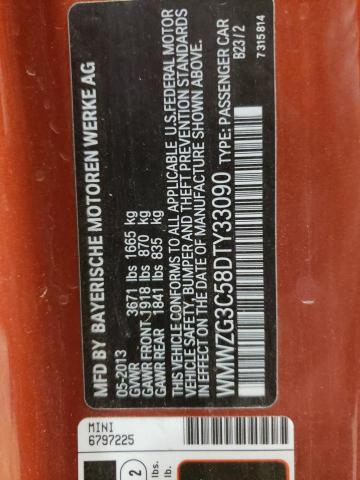 MFD BY BAYERISCHE MOTOREN WERKE AG
05-2013
GVWR 3671 lbs 1665 kg
GAWR FRONT 1918 lbs 870 kg
GAWR REAR 1841 lbs 835 kg
THIS VEHICLE CONFORMS TO ALL APPLICABLE U.S.FEDERAL MOTOR
VEHICLE SAFETY, BUMPER AND THEFT PREVENTION STANDARDS
IN EFFECT ON THE DATE OF MANUFACTURE SHOWN ABOVE.
WMWZG3C58DTY33090 TYPE: PASSENGER CAR
B23/2
7315814
MINI
6797225
2
lbs.
lb.